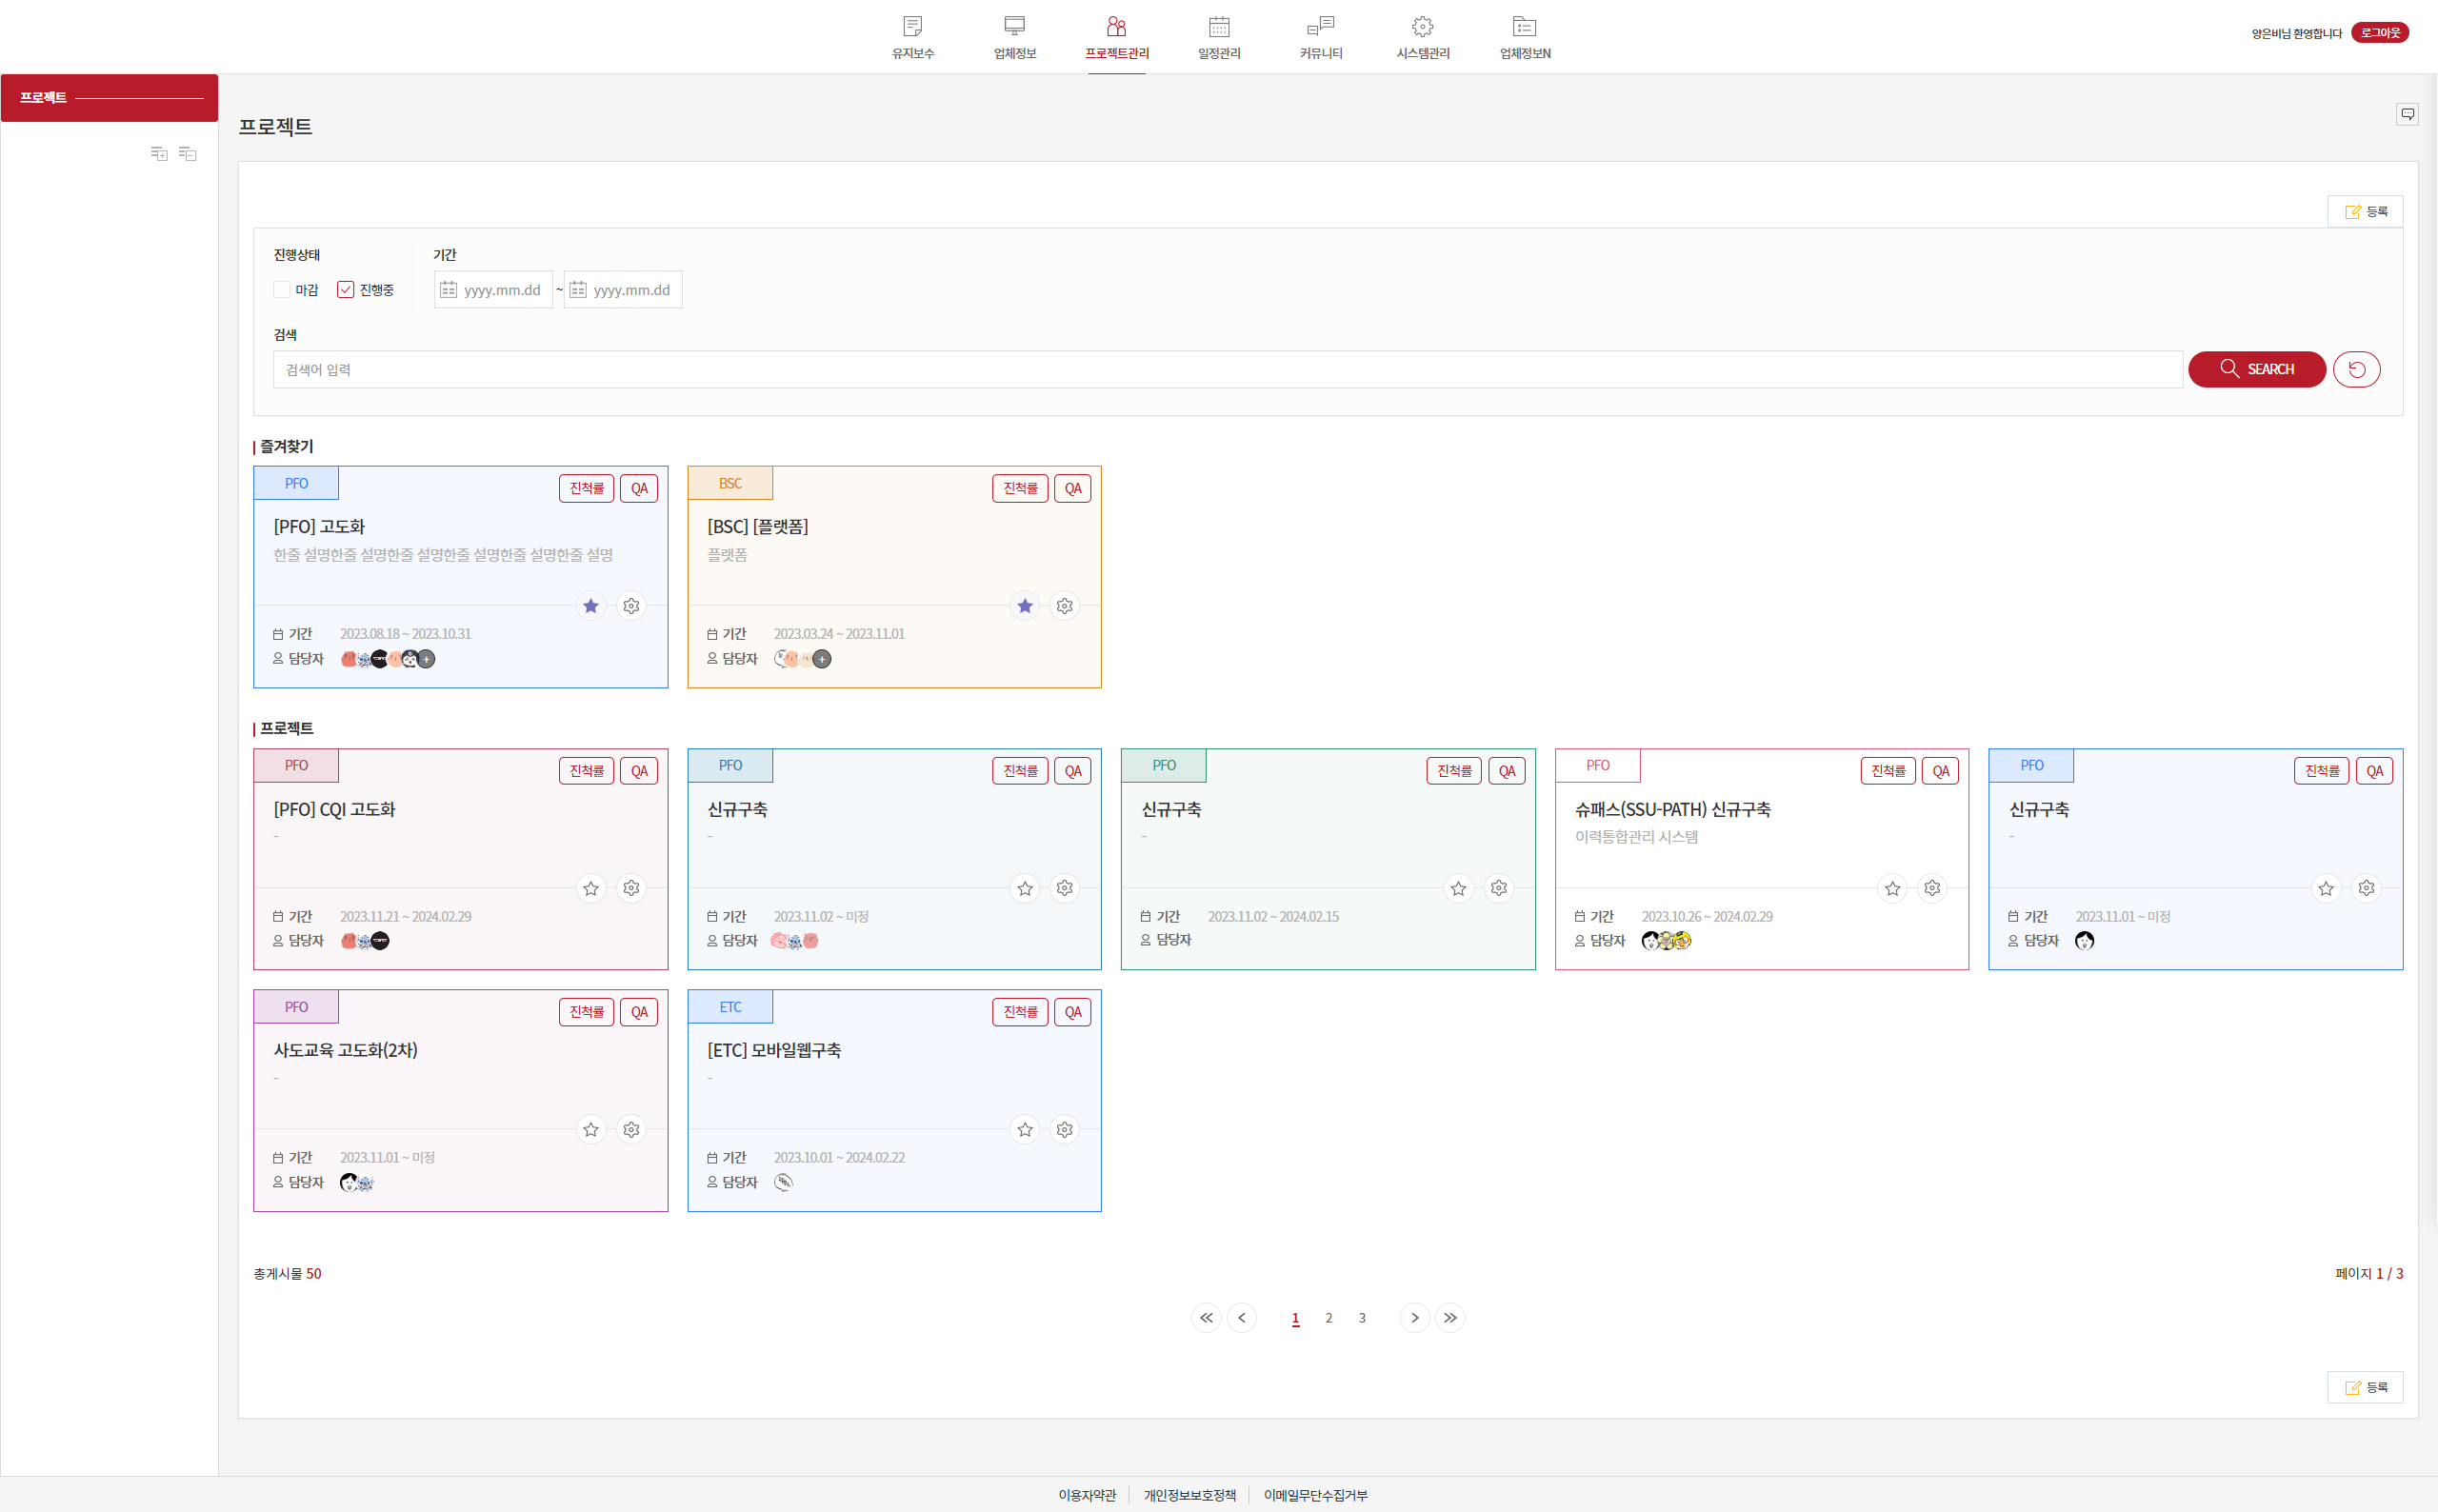 유지보수
업체정보
프로젝트관리
일정관리
커뮤니티
시스템관리
업체정보N
양은비님 환영합니다
로그아웃
프로젝트
프로젝트
등록
진행상태
기간
마감
진행중
yyyy.mm.dd ~ yyyy.mm.dd
검색
검색어 입력
SEARCH
즐겨찾기
PFO
진척률
QA
[PFO] 고도화
한줄 설명한줄 설명한줄 설명한줄 설명한줄 설명한줄 설명
기간 2023.08.18 ~ 2023.10.31
담당자
BSC
진척률
QA
[BSC] [플랫폼]
플랫폼
기간 2023.03.24 ~ 2023.11.01
담당자
프로젝트
PFO
진척률
QA
[PFO] CQI 고도화
-
기간 2023.11.21 ~ 2024.02.29
담당자
PFO
진척률
QA
신규구축
-
기간 2023.11.02 ~ 미정
담당자
PFO
진척률
QA
신규구축
-
기간 2023.11.02 ~ 2024.02.15
담당자
PFO
진척률
QA
슈패스(SSU-PATH) 신규구축
이력통합관리 시스템
기간 2023.10.26 ~ 2024.02.29
담당자
PFO
진척률
QA
신규구축
-
기간 2023.11.01 ~ 미정
담당자
PFO
진척률
QA
사도교육 고도화(2차)
-
기간 2023.11.01 ~ 미정
담당자
ETC
진척률
QA
[ETC] 모바일웹구축
-
기간 2023.10.01 ~ 2024.02.22
담당자
총게시물 50
페이지 1 / 3
1 2 3
등록
이용자약관
개인정보보호정책
이메일무단수집거부